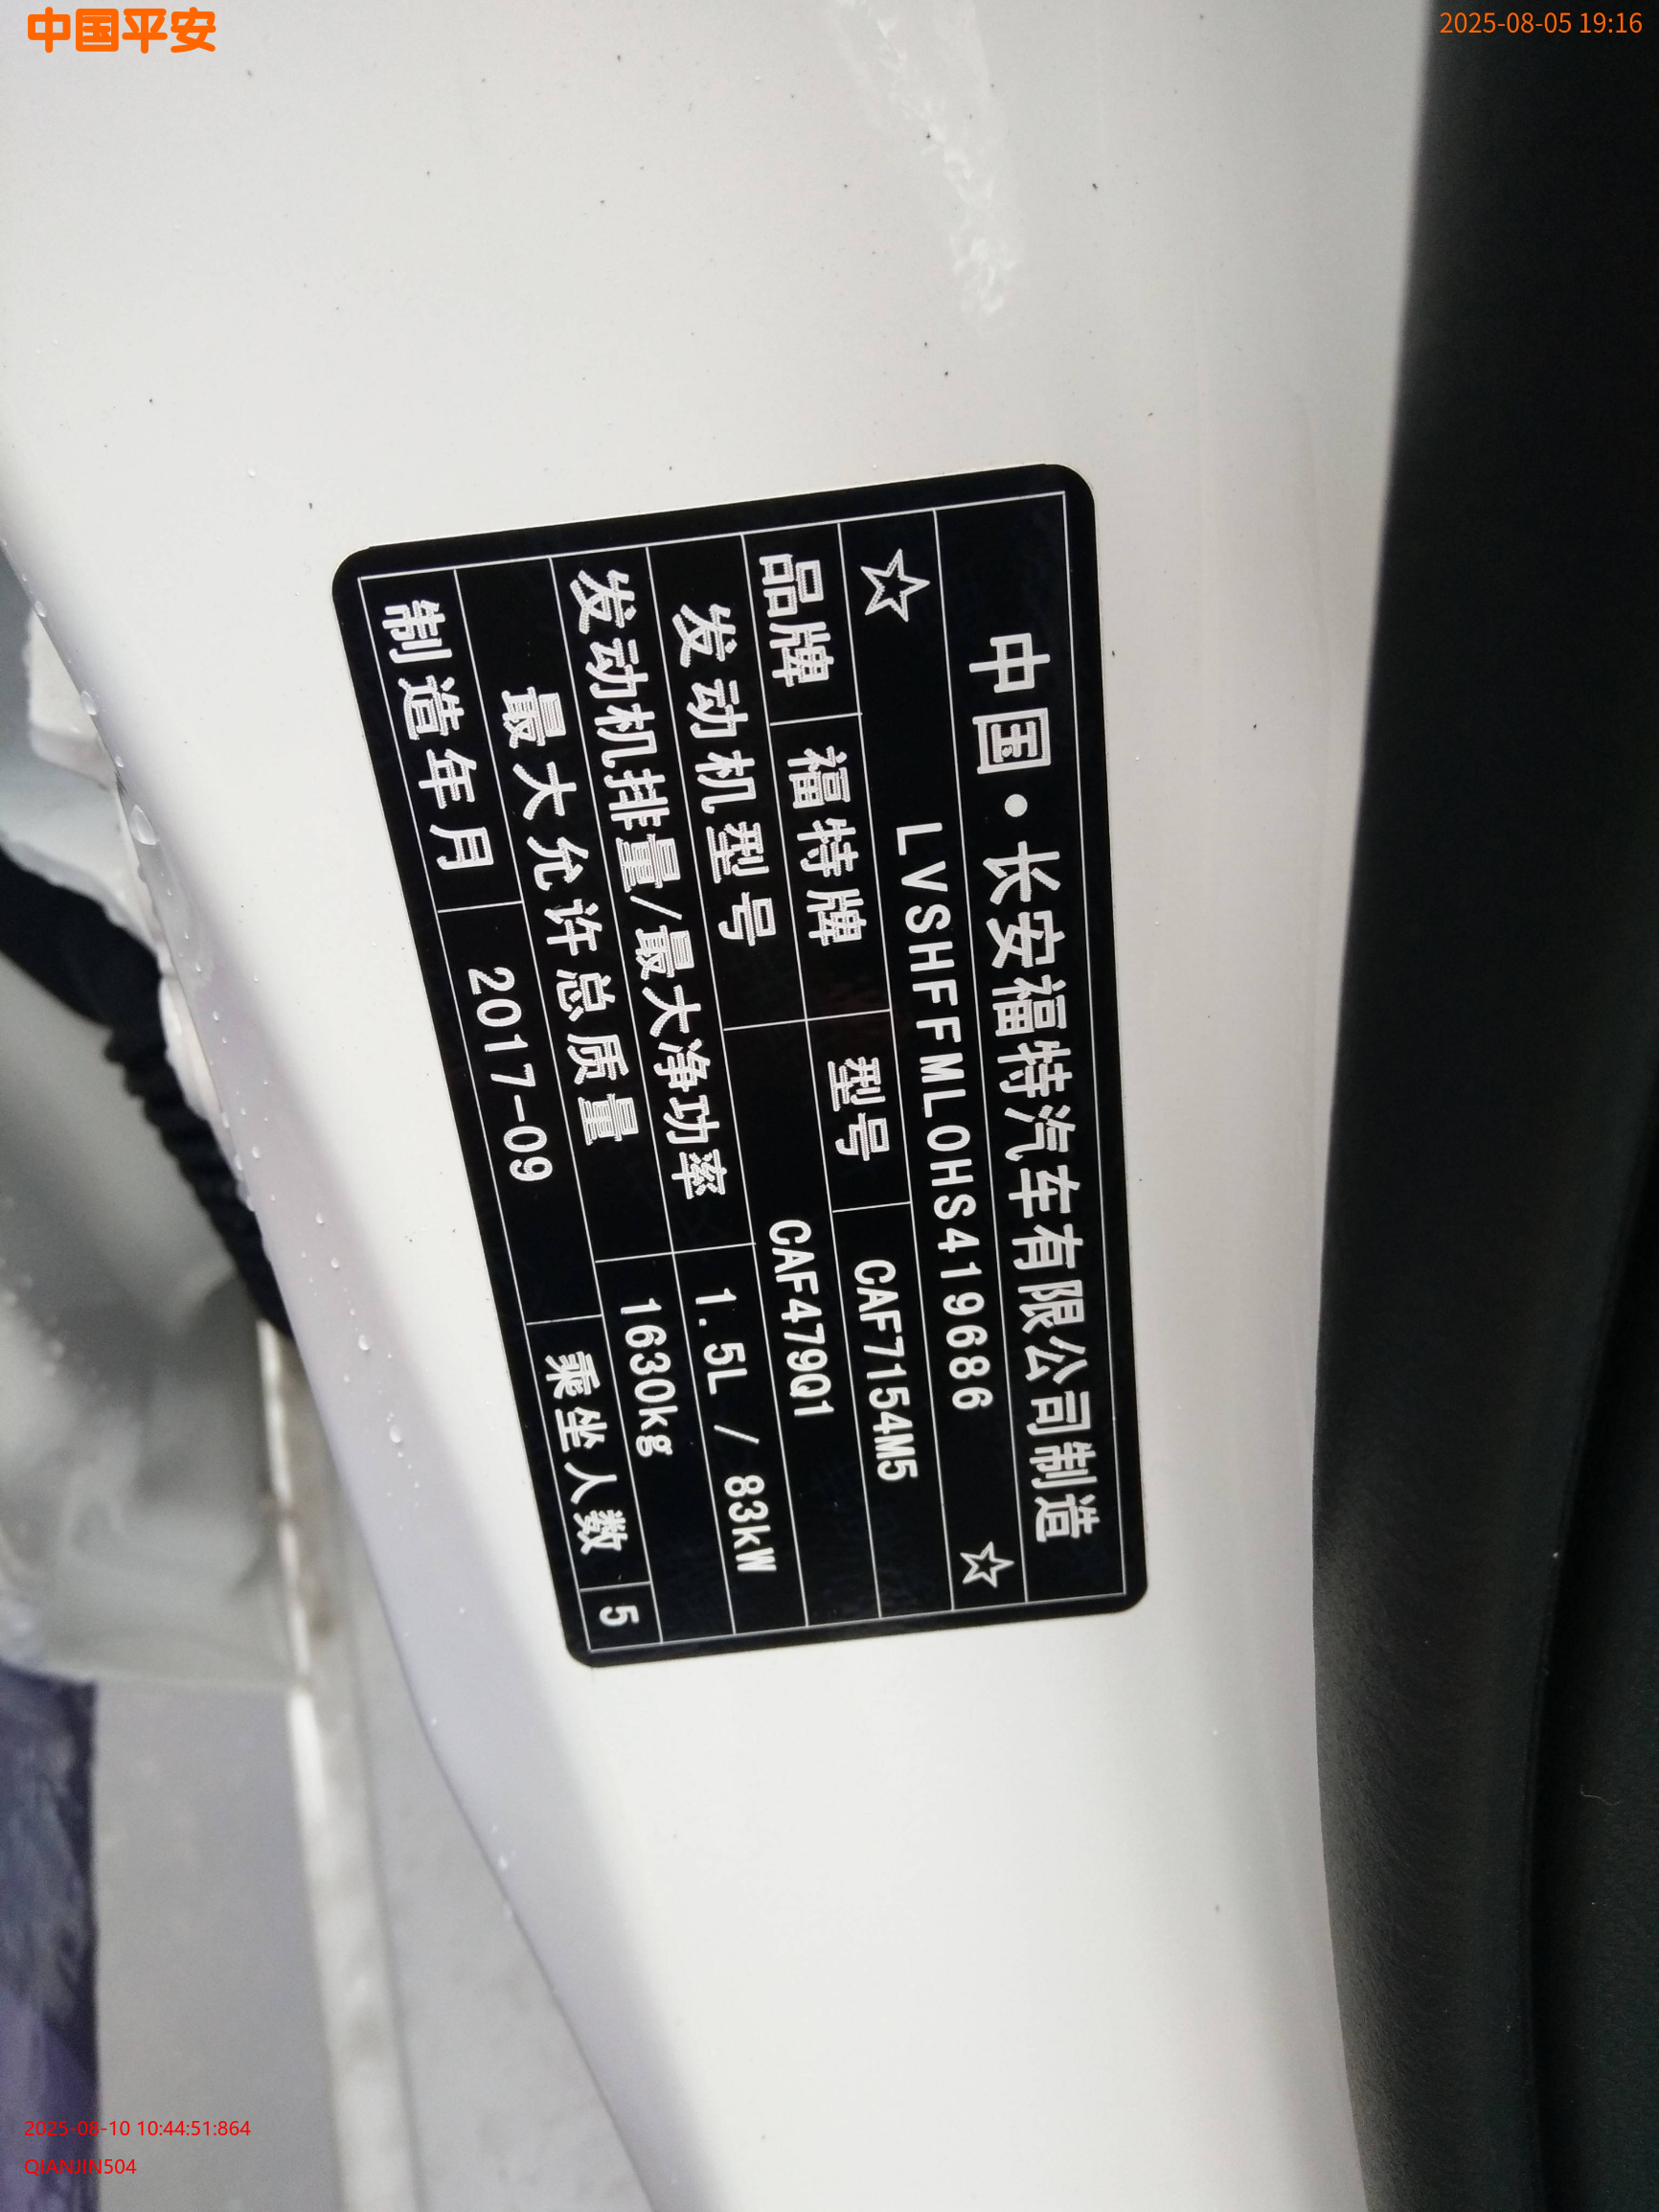 中国平安
2025-08-05 19:16
中国·长安福特汽车有限公司制造
☆ LVSHFFML0HS419686 ☆
品牌 福特牌 型号 CAF7154M5
发动机型号 CAF479Q1
发动机排量/最大净功率 1.5L / 83kW
最大允许总质量 1630kg
制造年月 2017-09 乘坐人数 5
2025-08-10 10:44:51:864
QIANJIN504